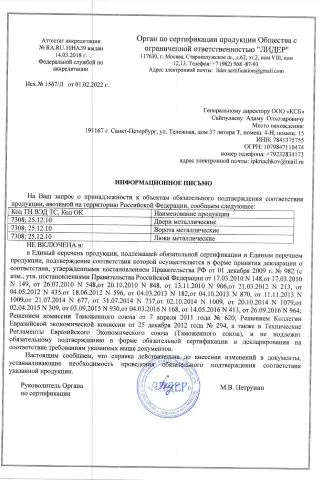 Аттестат аккредитации
№ RA.RU.10НА39 выдан
14.03.2018 г.
Федеральной службой по
аккредитации
Орган по сертификации продукции Общества с
ограниченной ответственностью "ЛИДЕР"
117630, г. Москва, Старокалужское ш., д.62, эт.2, пом VIII, ком
12,13. Телефон: +7 (962) 968-87-93
Адрес электронной почты: lider.sertification@gmail.com
Исх.№ 1567/Л от 01.02.2022 г.
Генеральному директору ООО «КСБ»
Сайпулаеву Адаму
Место нахождения:
191167 г. Санкт-Петербург, ул. Тележная, дом 37 литера Т, помещ. 4-Н, помещ. 15
ИНН: 7841375755
ОГРН: 1079847110474
номер телефона: +79232834173
адрес электронной почты:
ИНФОРМАЦИОННОЕ ПИСЬМО
На Ваш запрос о принадлежности к объектам обязательного подтверждения соответствия
продукции, ввозимой на территорию Российской Федерации, сообщаем следующее:
Код ТН ВЭД ТС, Код ОК Наименование продукции
7308; 25.12.10 Двери металлические
7308; 25.12.10 Ворота металлические
7308; 25.12.10 Люки металлические
НЕ ВКЛЮЧЕНА в:
в Единый перечень продукции, подлежащей обязательной сертификации и Единым перечем
продукции, подтверждение соответствия которой осуществляется в форме принятия декларации о
соответствии, утвержденными постановлением Правительства РФ от 01 декабря 2009 г. № 982 (с
изм., утв. постановлениями Правительства Российской Федерации от 17.03.2010 N 148,от 17.03.2010
N 149, от 26.07.2010 N 548,от 20.10.2010 N 848, от 13.11.2010 N 906,от 21.03.2012 N 213, от
04.05.2012 N 435,от 18.06.2012 N 596, от 04.03.2013 N 182,от 04.10.2013 N 870, от 11.11.2013 N
1009,от 21.07.2014 N 677, от 31.07.2014 N 737,от 02.10.2014 N 1009, от 20.10.2014 N 1079,от
02.04.2015 N 309, от 03.09.2015 N 930,от 04.03.2016 N 168, от 14.05.2016 N 413, от 26.09.2016 N 964;
Решением комиссии Таможенного союза от 7 апреля 2011 года № 620; Решением Коллегии
Евразийской экономической комиссии от 25 декабря 2012 года № 294, а также в Технические
Регламенты Евразийского Экономического союза (Таможенного союза), и не подлежит
обязательному подтверждению в форме обязательной сертификации и декларирования на
соответствие требованиям указанных выше документов.
Настоящим сообщаем, что справка действительна до внесения изменений в документы,
устанавливающие необходимость проведения обязательного подтверждения соответствия
указанной продукции.
Руководитель Органа
по сертификации
"ЛИДЕР"
М.В. Петрунин